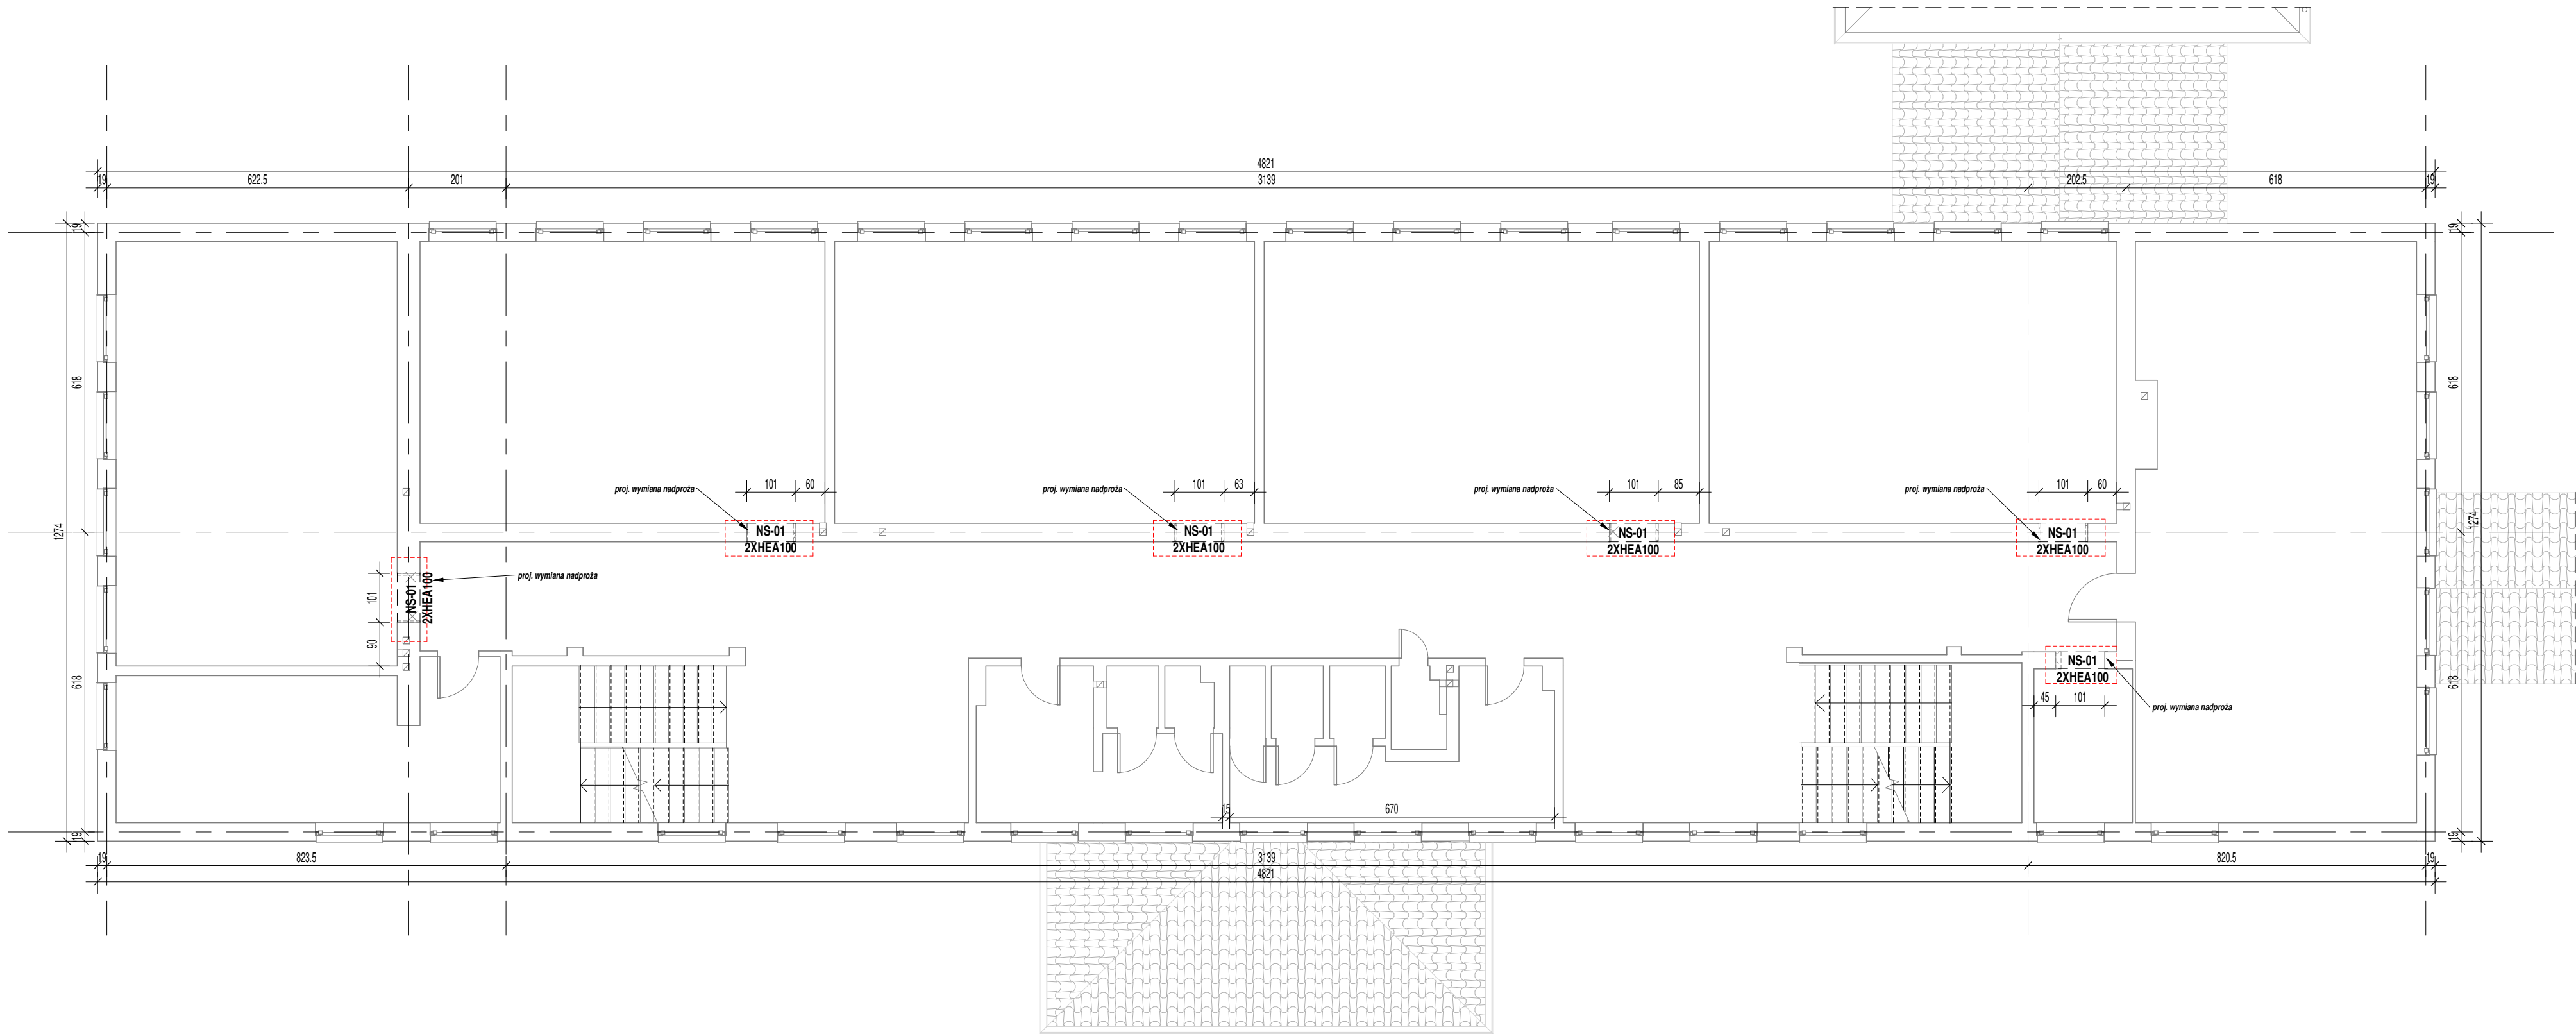 4821
19
622.5
201
3139
202.5
618
19
19
19
618
618
1274
1274
618
618
19
19
proj. wymiana nadproża
101
60
NS-01
2XHEA100
proj. wymiana nadproża
101
63
NS-01
2XHEA100
proj. wymiana nadproża
101
85
NS-01
2XHEA100
proj. wymiana nadproża
101
60
NS-01
2XHEA100
101
90
NS-01
2XHEA100
proj. wymiana nadproża
NS-01
2XHEA100
45
101
proj. wymiana nadproża
15
670
19
823.5
3139
820.5
19
4821